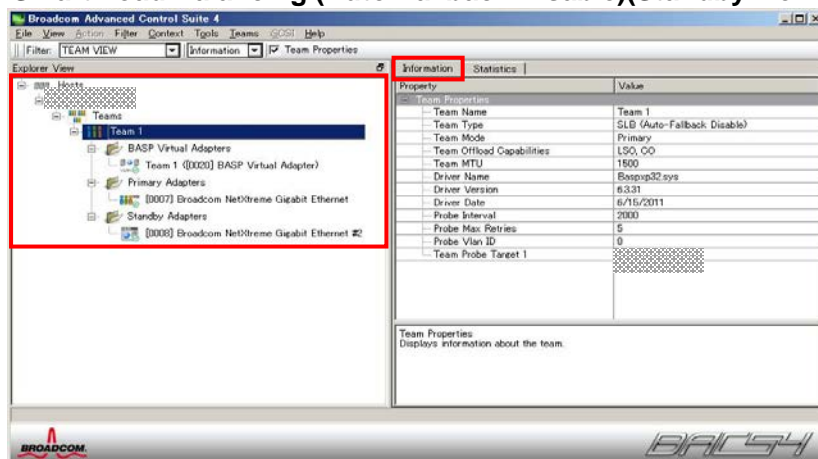 Broadcom Advanced Control Suite 4
File View Action Filter Context Tools Teams iSCSI Help
Filter: TEAM VIEW Information Team Properties
Explorer View
Hosts
Teams
Team 1
BASP Virtual Adapters
Team 1 ([0020] BASP Virtual Adapter)
Primary Adapters
[0007] Broadcom NetXtreme Gigabit Ethernet
Standby Adapters
[0008] Broadcom NetXtreme Gigabit Ethernet #2
Information Statistics
Property Value
Team Properties
Team Name Team 1
Team Type SLB (Auto-Fallback Disable)
Team Mode Primary
Team Offload Capabilities LSO, CO
Team MTU 1500
Driver Name Baspxp32.sys
Driver Version 6.3.31
Driver Date 6/15/2011
Probe Interval 2000
Probe Max Retries 5
Probe Vlan ID 0
Team Probe Target 1
Team Properties
Displays information about the team.
BROADCOM.
BACS4